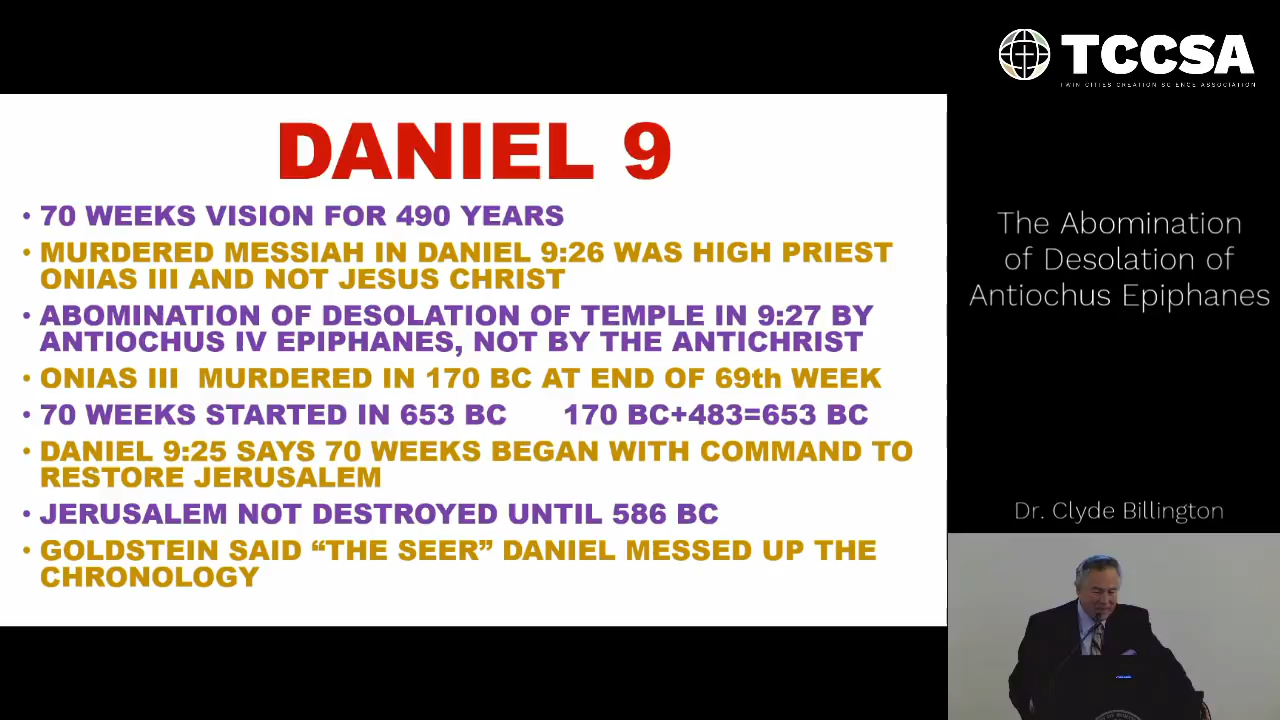 TCCSA
TWIN CITIES CREATION SCIENCE ASSOCIATION
DANIEL 9
• 70 WEEKS VISION FOR 490 YEARS
• MURDERED MESSIAH IN DANIEL 9:26 WAS HIGH PRIEST
ONIAS III AND NOT JESUS CHRIST
• ABOMINATION OF DESOLATION OF TEMPLE IN 9:27 BY
ANTIOCHUS IV EPIPHANES, NOT BY THE ANTICHRIST
• ONIAS III MURDERED IN 170 BC AT END OF 69th WEEK
• 70 WEEKS STARTED IN 653 BC 170 BC+483=653 BC
• DANIEL 9:25 SAYS 70 WEEKS BEGAN WITH COMMAND TO
RESTORE JERUSALEM
• JERUSALEM NOT DESTROYED UNTIL 586 BC
• GOLDSTEIN SAID “THE SEER” DANIEL MESSED UP THE
CHRONOLOGY
The Abomination
of Desolation of
Antiochus Epiphanes
Dr. Clyde Billington